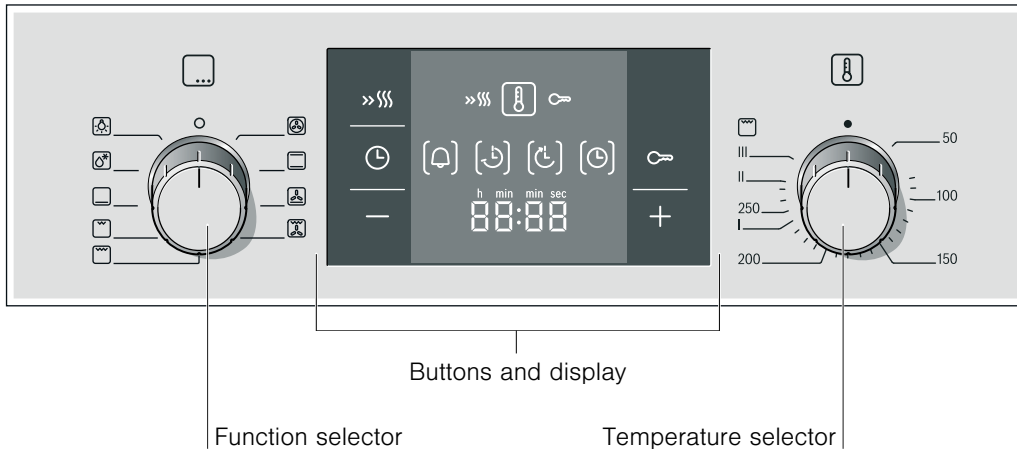 h min min sec
88:88
50
100
150
200
250
I
II
III
Buttons and display
Function selector
Temperature selector